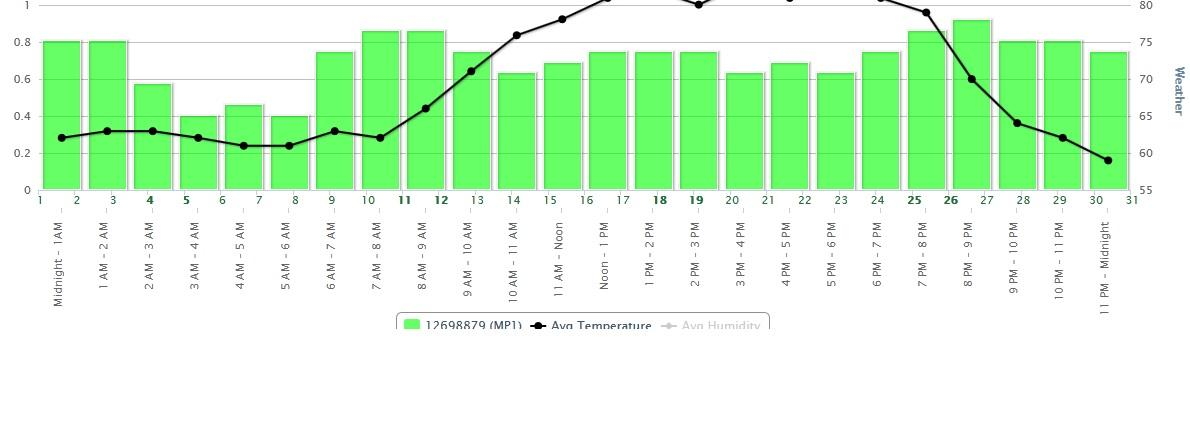 1 80
0.8 75
0.6 70
0.4 65
0.2 60
0 55
Weather
1 2 3 4 5 6 7 8 9 10 11 12 13 14 15 16 17 18 19 20 21 22 23 24 25 26 27 28 29 30 31
Midnight - 1AM
1 AM - 2 AM
2 AM - 3 AM
3 AM - 4 AM
4 AM - 5 AM
5 AM - 6 AM
6 AM - 7 AM
7 AM - 8 AM
8 AM - 9 AM
9 AM - 10 AM
10 AM - 11 AM
11 AM - Noon
Noon - 1 PM
1 PM - 2 PM
2 PM - 3 PM
3 PM - 4 PM
4 PM - 5 PM
5 PM - 6 PM
6 PM - 7 PM
7 PM - 8 PM
8 PM - 9 PM
9 PM - 10 PM
10 PM - 11 PM
11 PM - Midnight
12698879 (MP1) Avg Temperature Avg Humidity